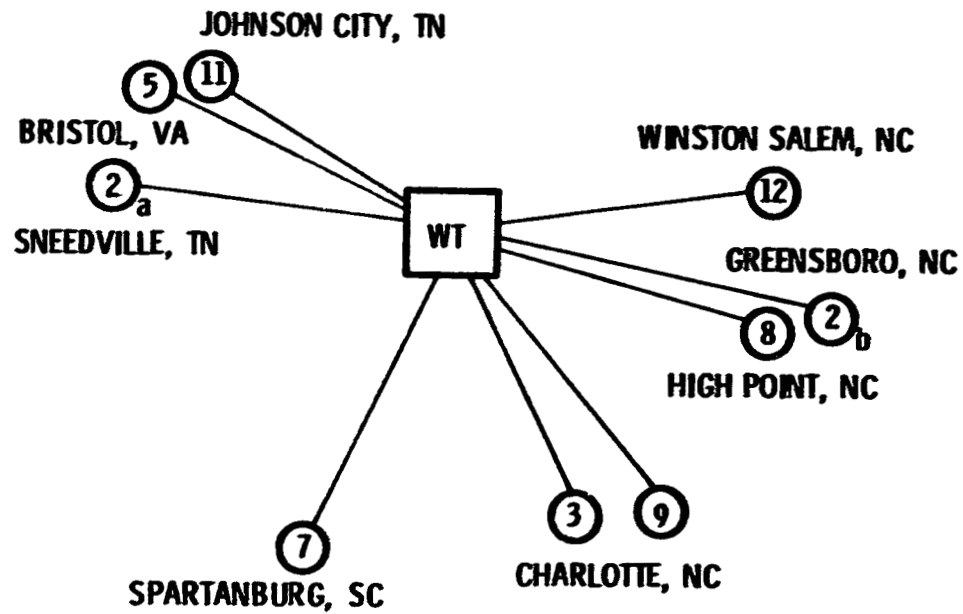 JOHNSON CITY, TN
11
5
BRISTOL, VA
2a
SNEEDVILLE, TN
WT
WINSTON SALEM, NC
12
GREENSBORO, NC
2b
8
HIGH POINT, NC
3
9
CHARLOTTE, NC
7
SPARTANBURG, SC